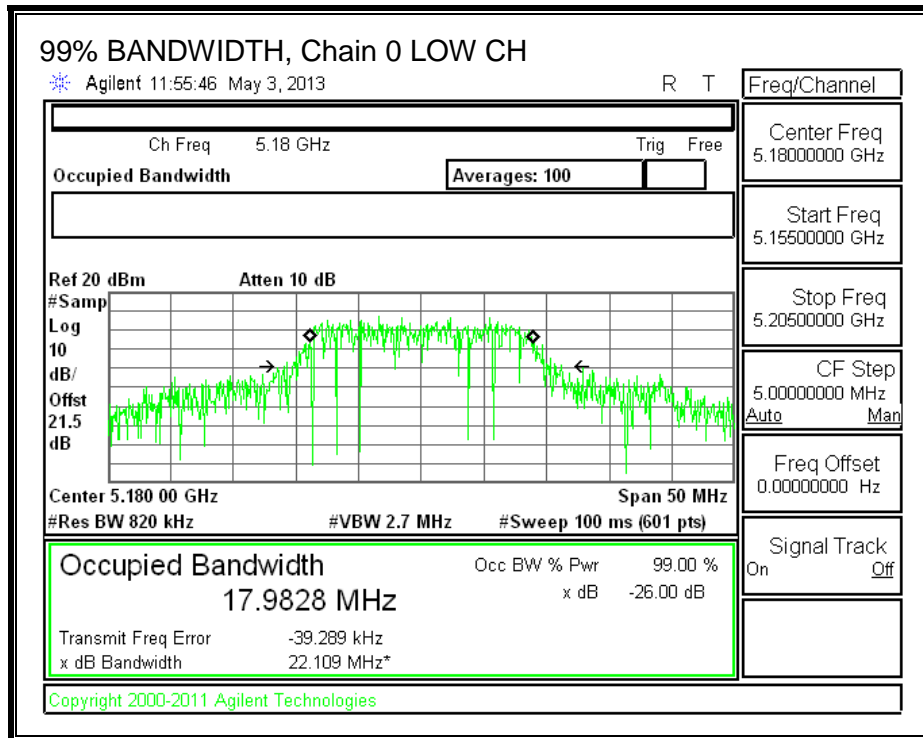 99% BANDWIDTH, Chain 0 LOW CH
Agilent 11:55:46 May 3, 2013 R T
Ch Freq 5.18 GHz Trig Free
Occupied Bandwidth Averages: 100
Ref 20 dBm Atten 10 dB
#Samp
Log
10
dB/
Offst
21.5
dB
Center 5.180 00 GHz Span 50 MHz
#Res BW 820 kHz #VBW 2.7 MHz #Sweep 100 ms (601 pts)
Occupied Bandwidth Occ BW % Pwr 99.00 %
17.9828 MHz x dB -26.00 dB
Transmit Freq Error -39.289 kHz
x dB Bandwidth 22.109 MHz*
Copyright 2000-2011 Agilent Technologies
Freq/Channel
Center Freq
5.18000000 GHz
Start Freq
5.15500000 GHz
Stop Freq
5.20500000 GHz
CF Step
5.00000000 MHz
Auto Man
Freq Offset
0.00000000 Hz
Signal Track
On Off